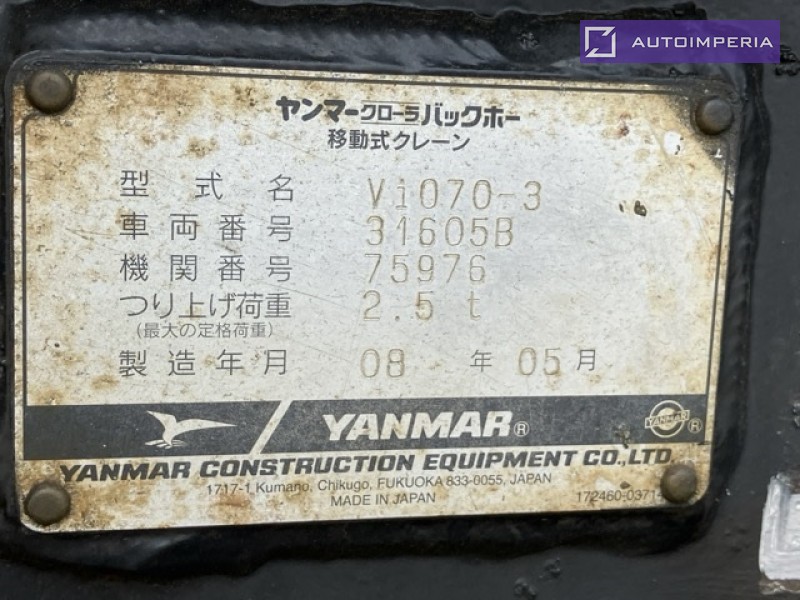 AUTOIMPERIA
ヤンマークローラバックホー
移動式クレーン
型式名 ViO70-3
車両番号 31605B
機関番号 75976
つり上げ荷重 2.5 t
(最大の定格荷重)
製造年月 08 年 05 月
YANMAR® YANMAR ®
YANMAR CONSTRUCTION EQUIPMENT CO.,LTD.
1717-1 Kumano, Chikugo, FUKUOKA 833-0055, JAPAN
MADE IN JAPAN 172460-0371